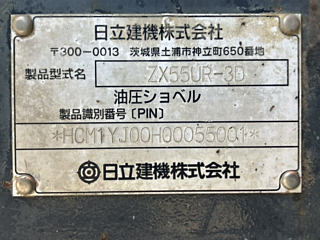 日立建機株式会社
〒300-0013 茨城県土浦市神立町650番地
製品型式名 ZX55UR-3D
油圧ショベル
製品識別番号〔PIN〕
*HCM1YJ00H00055001*
日立建機株式会社